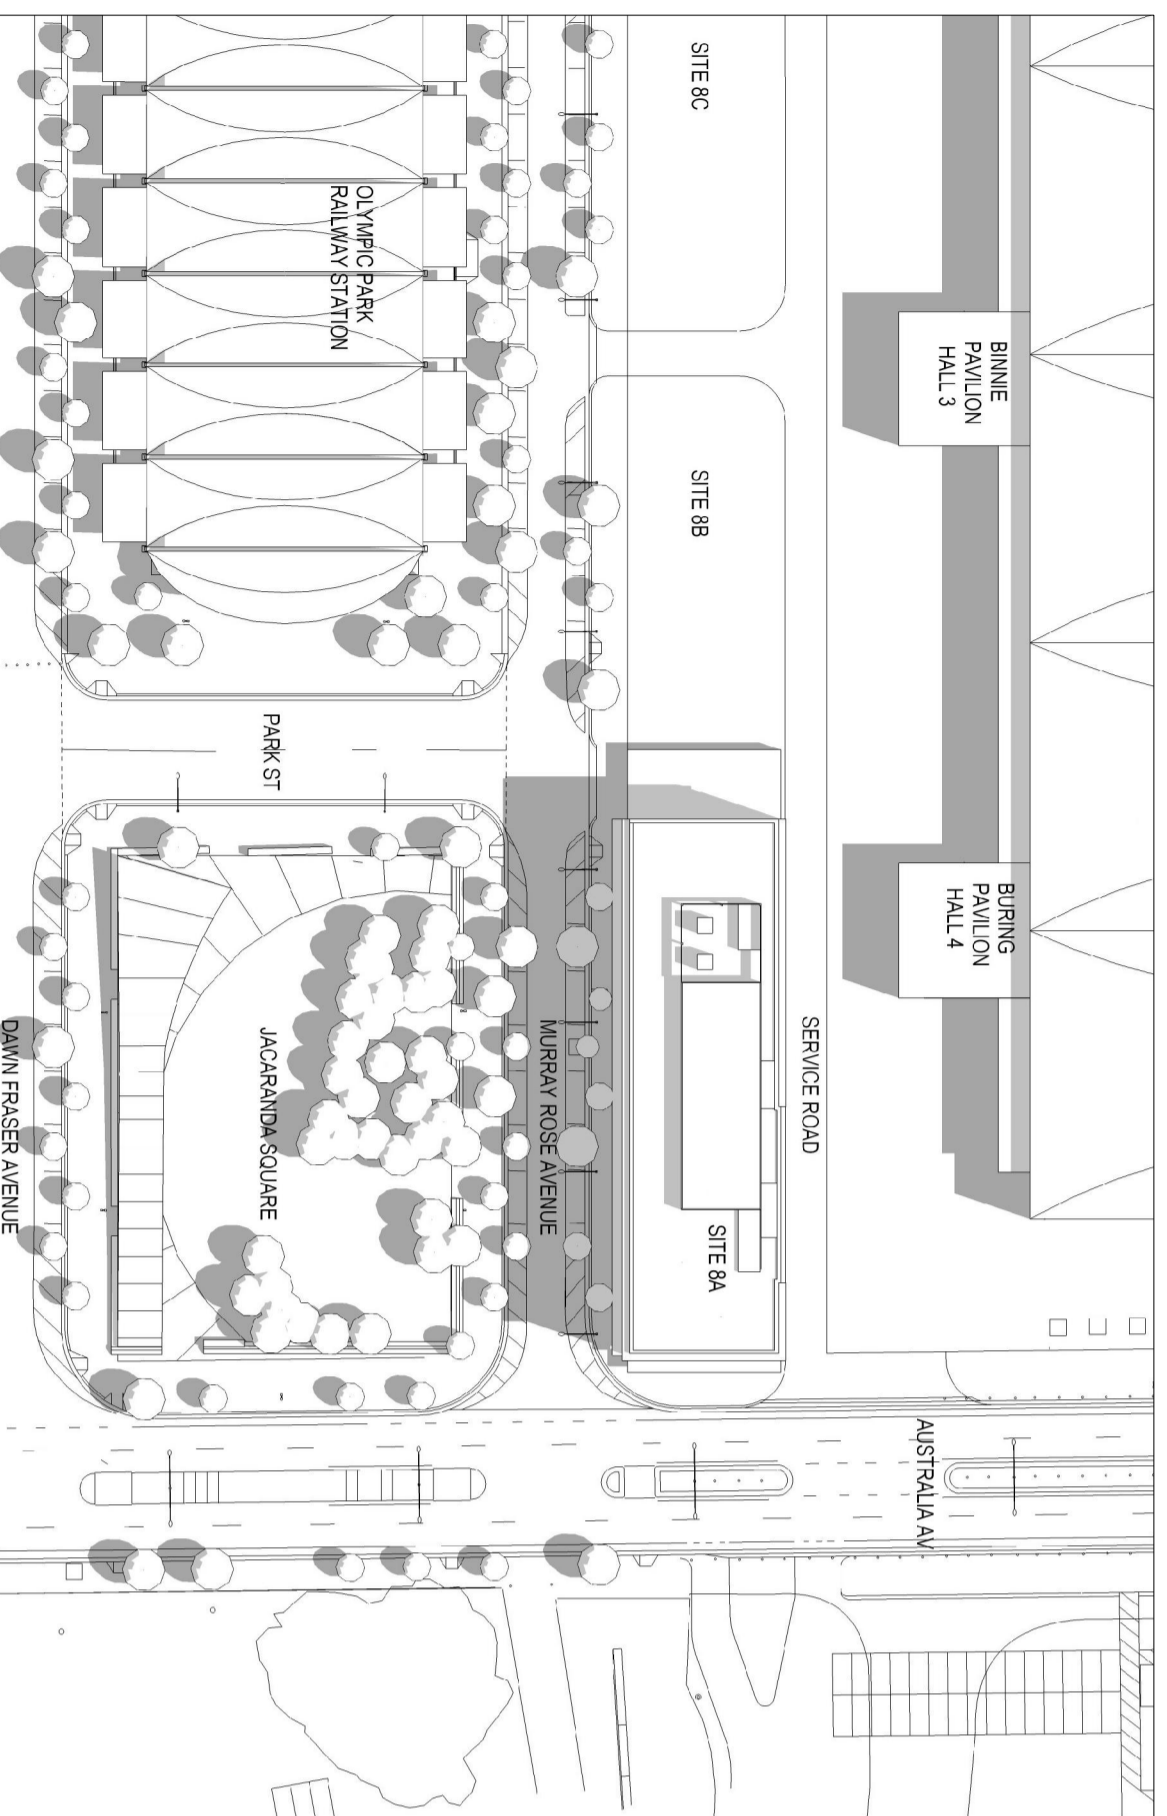 SITE 8C
OLYMPIC PARK
RAILWAY STATION
BINNIE
PAVILION
HALL 3
SITE 8B
PARK ST
BURING
PAVILION
HALL 4
SERVICE ROAD
MURRAY ROSE AVENUE
JACARANDA SQUARE
DAWN FRASER AVENUE
SITE 8A
AUSTRALIA AV